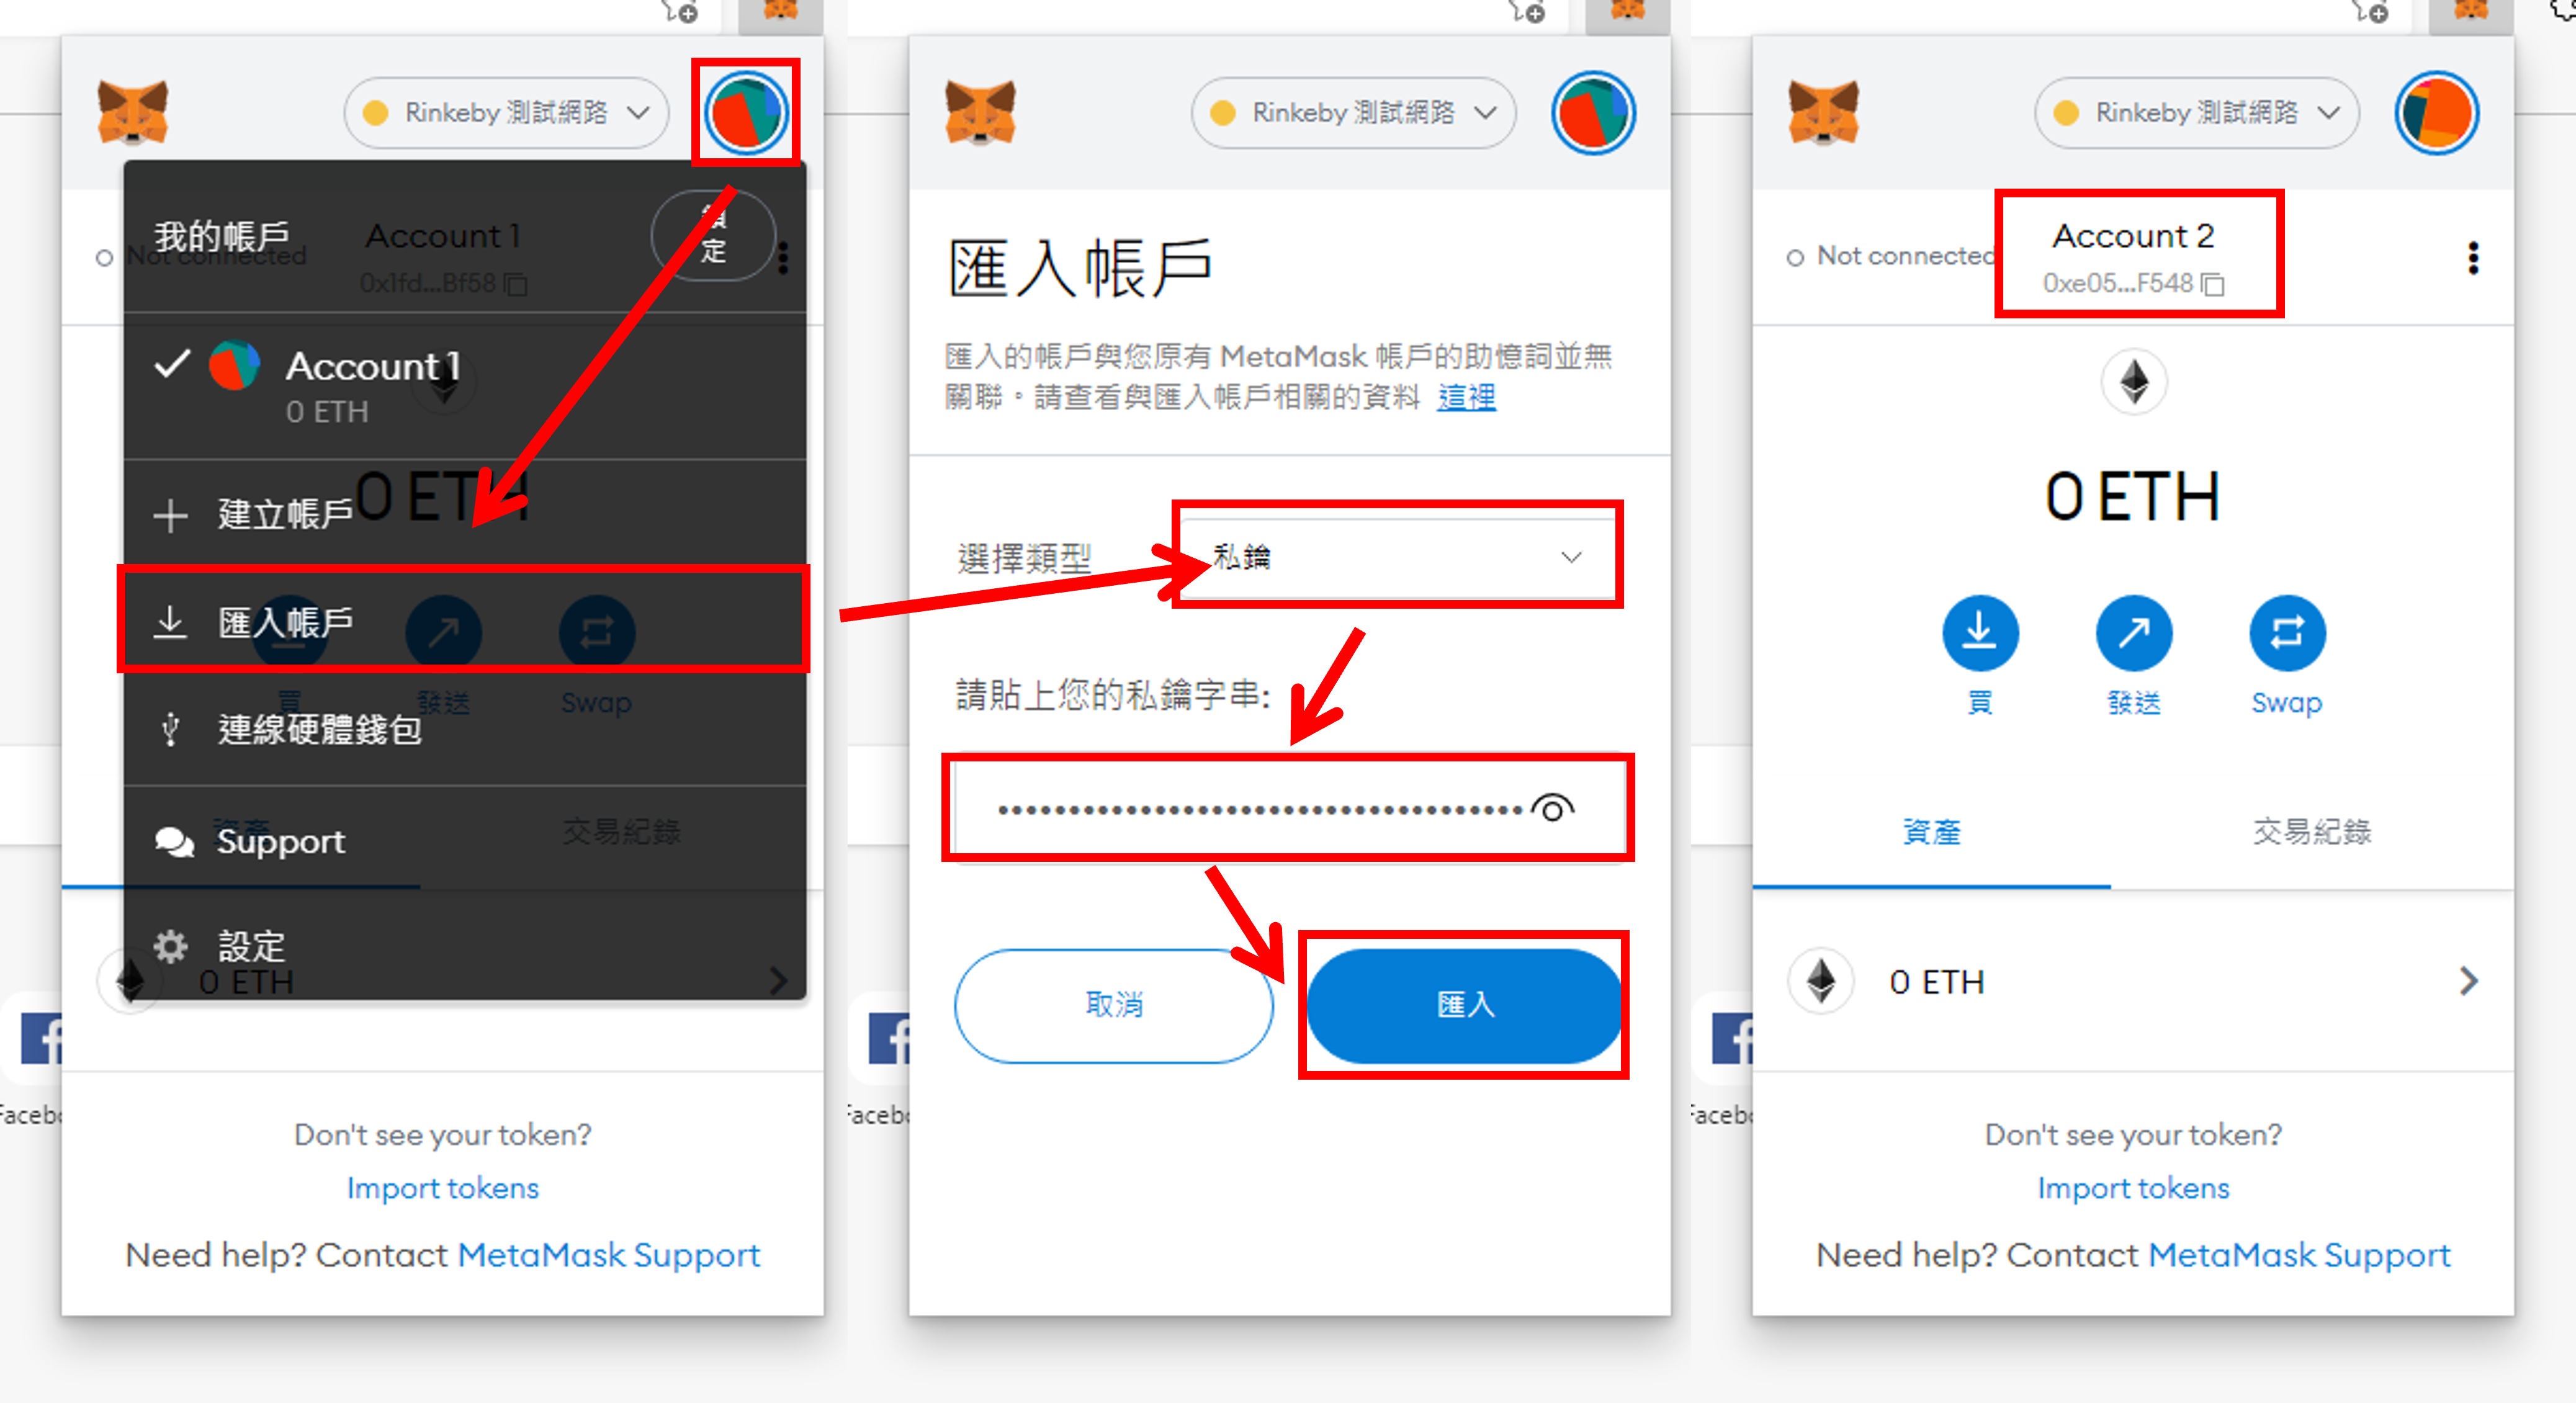 Rinkeby 測試網路
我的帳戶
鎖定
Account 1
Not connected
0x1fd...Bf58
Account 1
0 ETH
0 ETH
建立帳戶
匯入帳戶
買
發送
Swap
連線硬體錢包
資產
交易紀錄
Support
設定
0 ETH
Don't see your token?
Import tokens
Need help? Contact MetaMask Support
Rinkeby 測試網路
匯入帳戶
匯入的帳戶與您原有 MetaMask 帳戶的助憶詞並無
關聯。請查看與匯入帳戶相關的資料 這裡
選擇類型
私鑰
請貼上您的私鑰字串:
取消
匯入
Rinkeby 測試網路
Not connected
Account 2
0xe05...F548
0 ETH
買
發送
Swap
資產
交易紀錄
0 ETH
Don't see your token?
Import tokens
Need help? Contact MetaMask Support